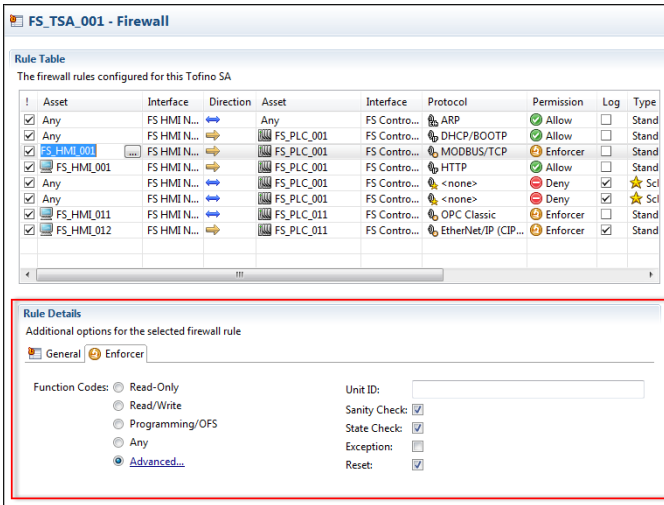 FS_TSA_001 - Firewall
Rule Table
The firewall rules configured for this Tofino SA
! Asset Interface Direction Asset Interface Protocol Permission Log Type
Any FS HMI N... Any FS Contro... ARP Allow Stand
Any FS HMI N... FS_PLC_001 FS Contro... DHCP/BOOTP Allow Stand
FS_HMI_001 ... FS HMI N... FS_PLC_001 FS Contro... MODBUS/TCP Enforcer Stand
FS_HMI_001 FS HMI N... FS_PLC_001 FS Contro... HTTP Allow Stand
Any FS HMI N... FS_PLC_001 FS Contro... <none> Deny Scl
Any FS HMI N... FS_PLC_011 FS Contro... <none> Deny Scl
FS_HMI_011 FS HMI N... FS_PLC_011 FS Contro... OPC Classic Enforcer Stand
FS_HMI_012 FS HMI N... FS_PLC_011 FS Contro... EtherNet/IP (CIP... Enforcer Stand
Rule Details
Additional options for the selected firewall rule
General Enforcer
Function Codes: Read-Only Unit ID:
Read/Write Sanity Check:
Programming/OFS State Check:
Any Exception:
Advanced... Reset: